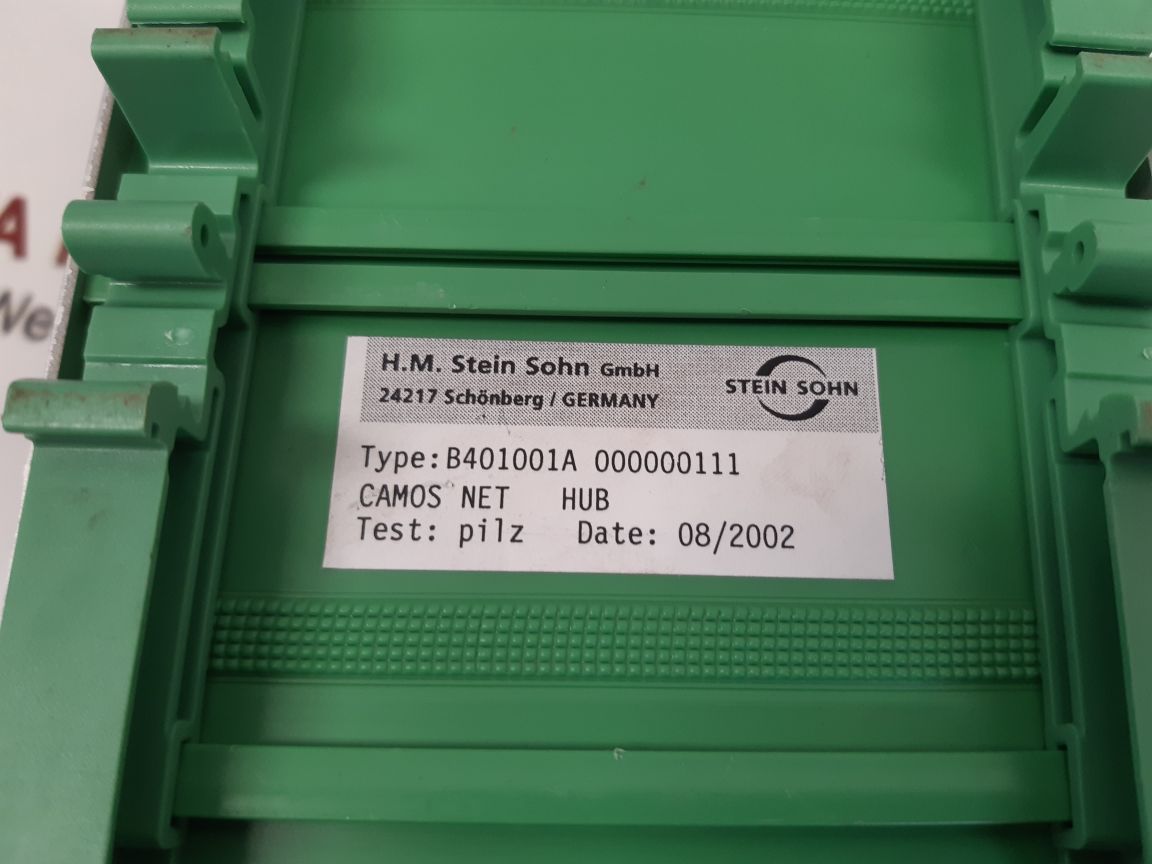 H.M. Stein Sohn GmbH
24217 Schönberg / GERMANY
STEIN SOHN
Type: B401001A 000000111
CAMOS NET HUB
Test: pilz Date: 08/2002
A
We